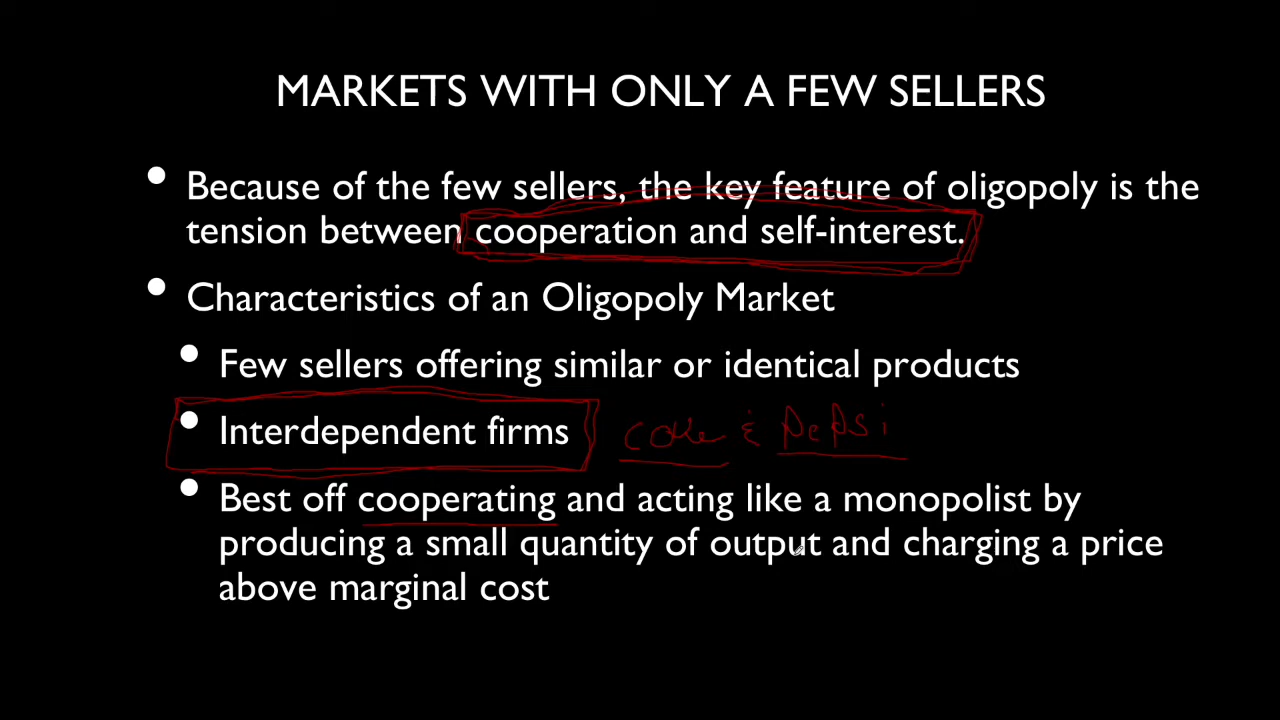 MARKETS WITH ONLY A FEW SELLERS
• Because of the few sellers, the key feature of oligopoly is the
tension between cooperation and self-interest.
• Characteristics of an Oligopoly Market
• Few sellers offering similar or identical products
• Interdependent firms coke & pepsi
• Best off cooperating and acting like a monopolist by
producing a small quantity of output and charging a price
above marginal cost